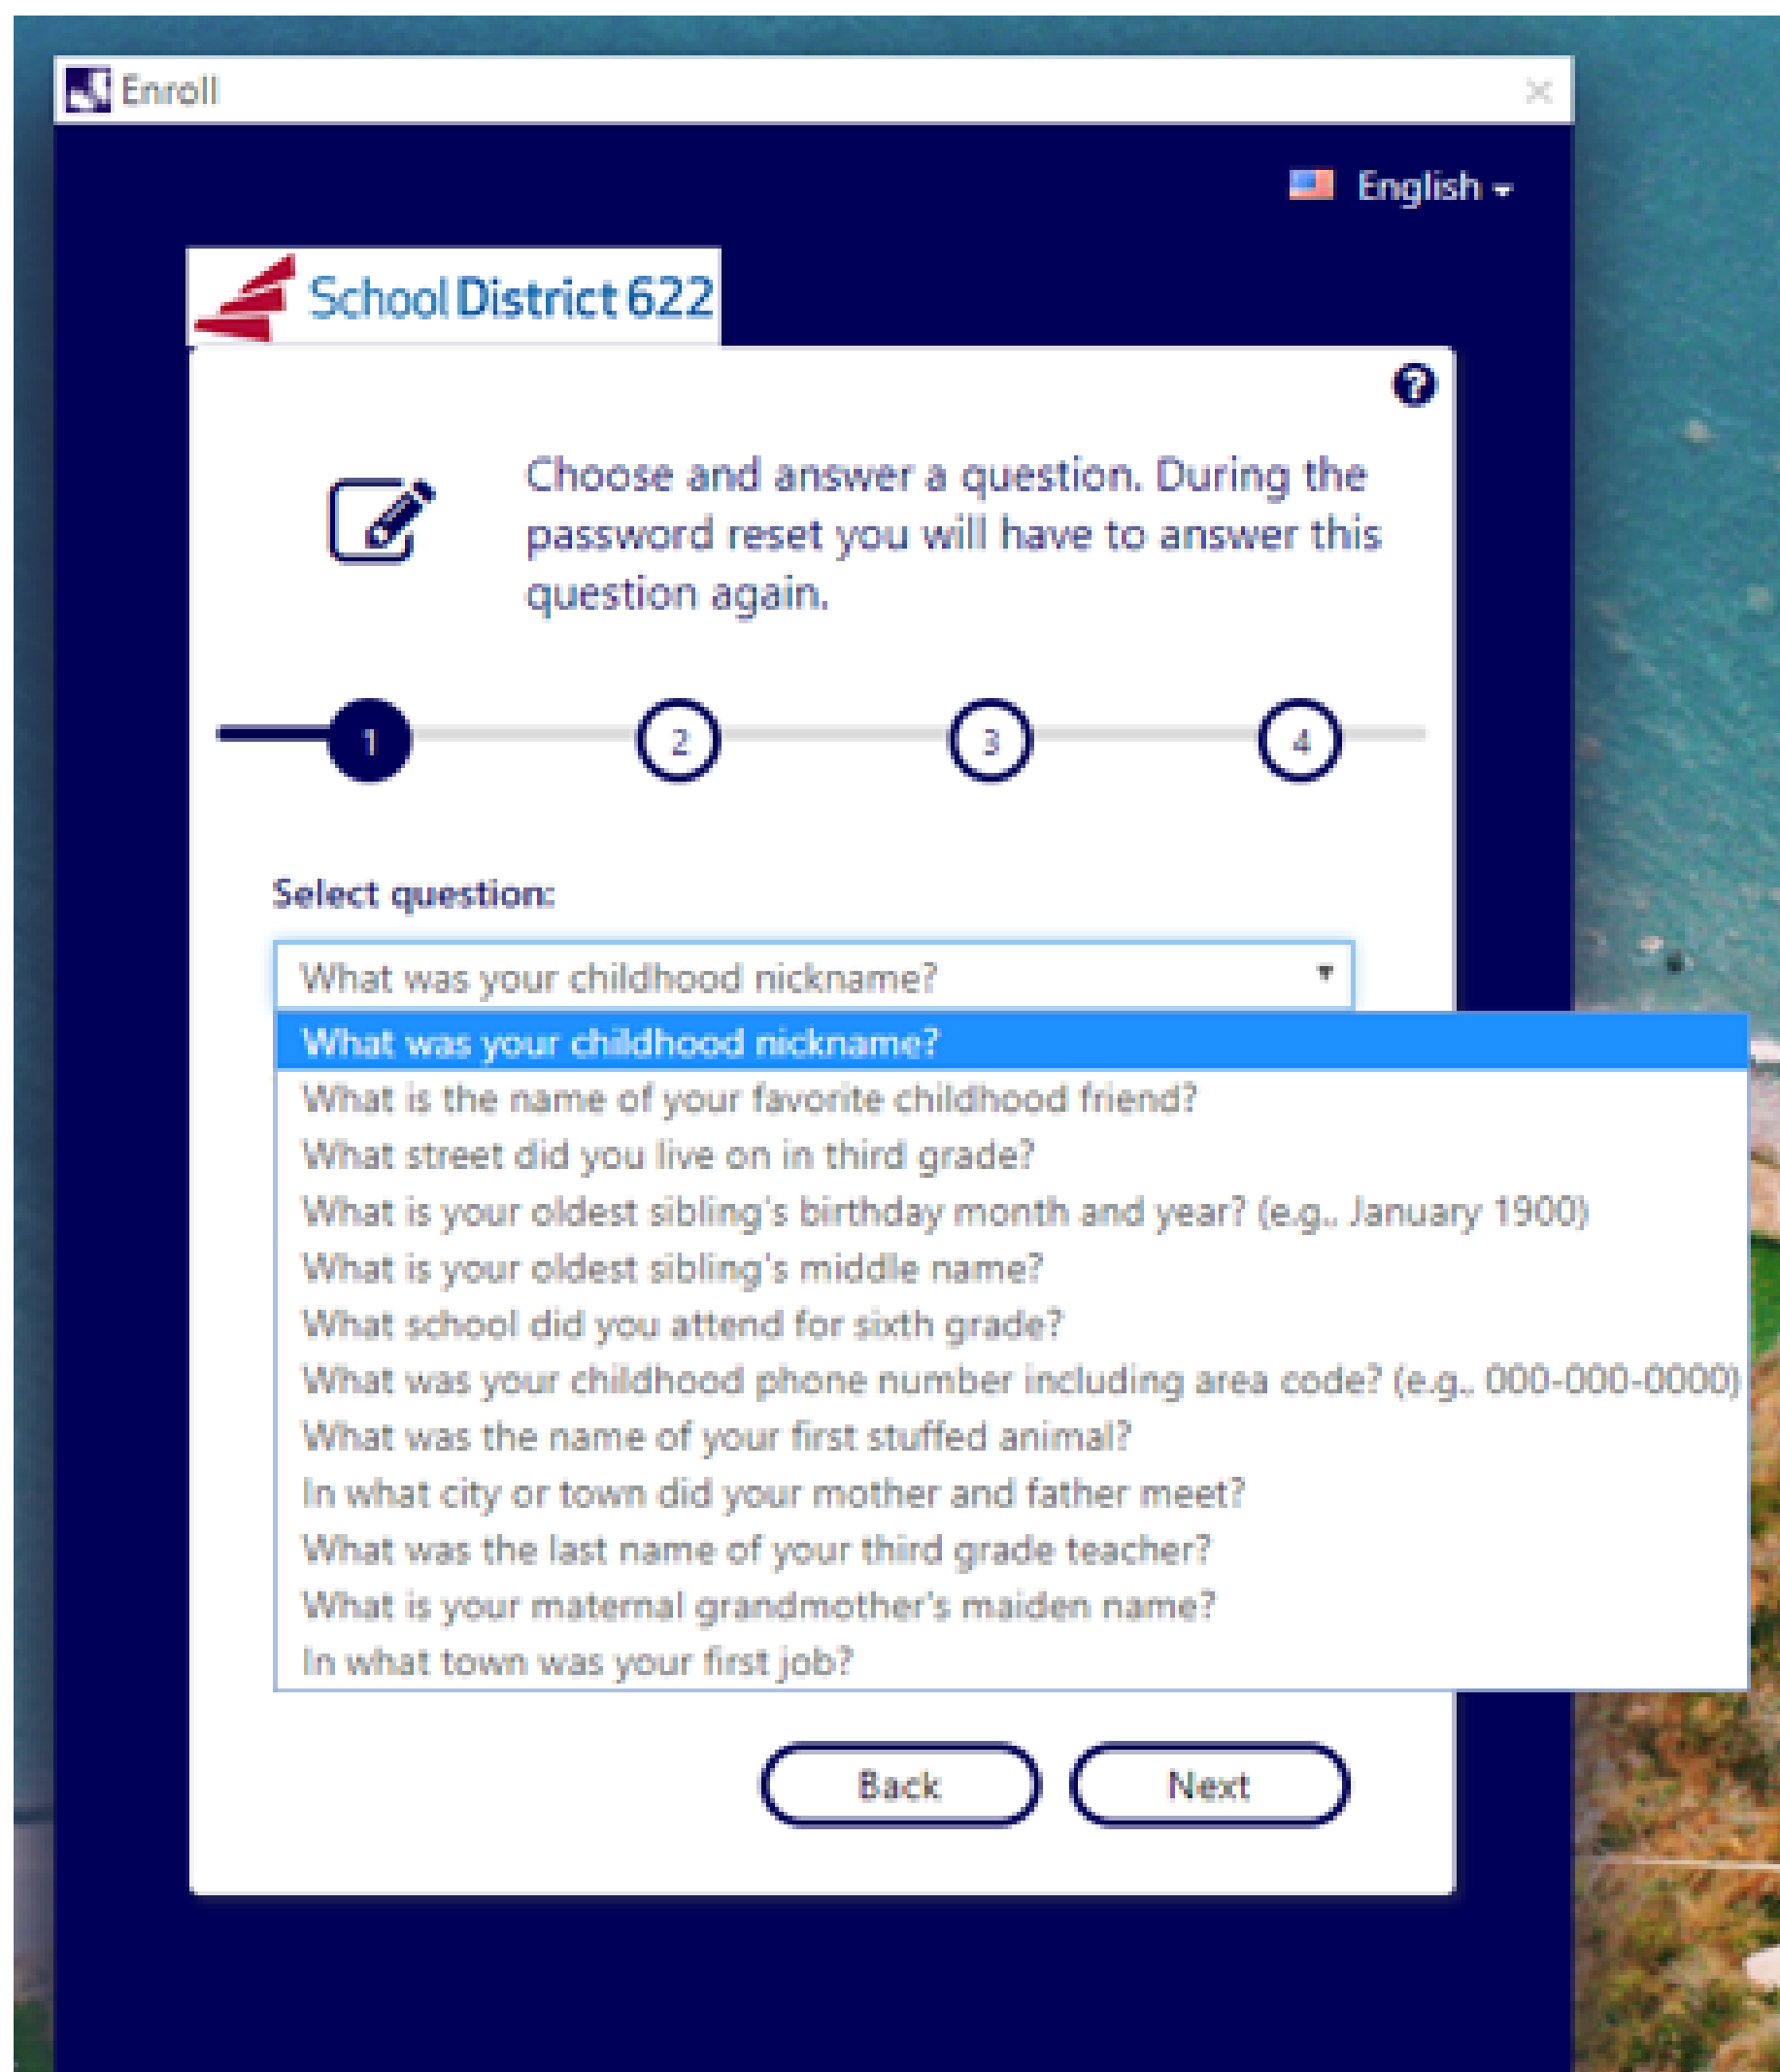 Enroll
English
School District 622
Choose and answer a question. During the
password reset you will have to answer this
question again.
1 2 3 4
Select question:
What was your childhood nickname?
What was your childhood nickname?
What is the name of your favorite childhood friend?
What street did you live on in third grade?
What is your oldest sibling's birthday month and year? (e.g., January 1900)
What is your oldest sibling's middle name?
What school did you attend for sixth grade?
What was your childhood phone number including area code? (e.g., 000-000-0000)
What was the name of your first stuffed animal?
In what city or town did your mother and father meet?
What was the last name of your third grade teacher?
What is your maternal grandmother's maiden name?
In what town was your first job?
Back Next